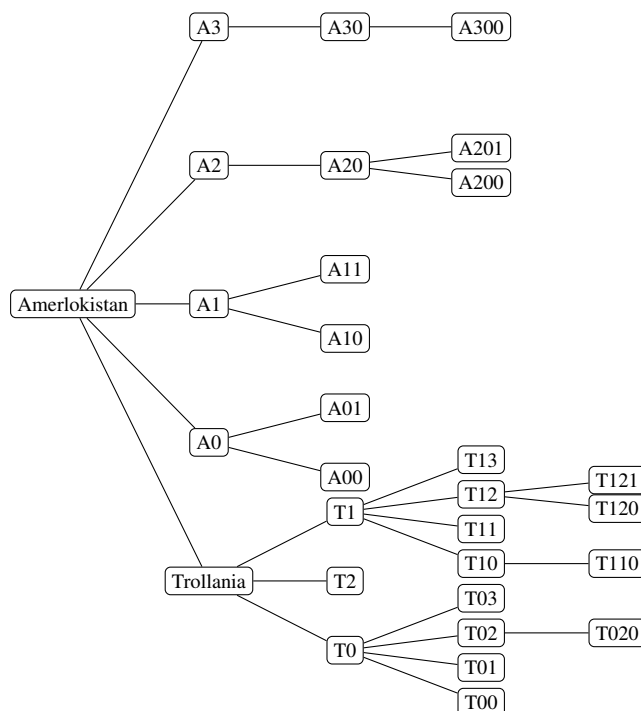 A3 A30 A300
A201
A2 A20
A200
A11
Amerlokistan A1
A10
A01
A0
T13
A00 T121
T12
T120
T1
T11
T10 T110
Trollania T2
T03
T02 T020
T0
T01
T00